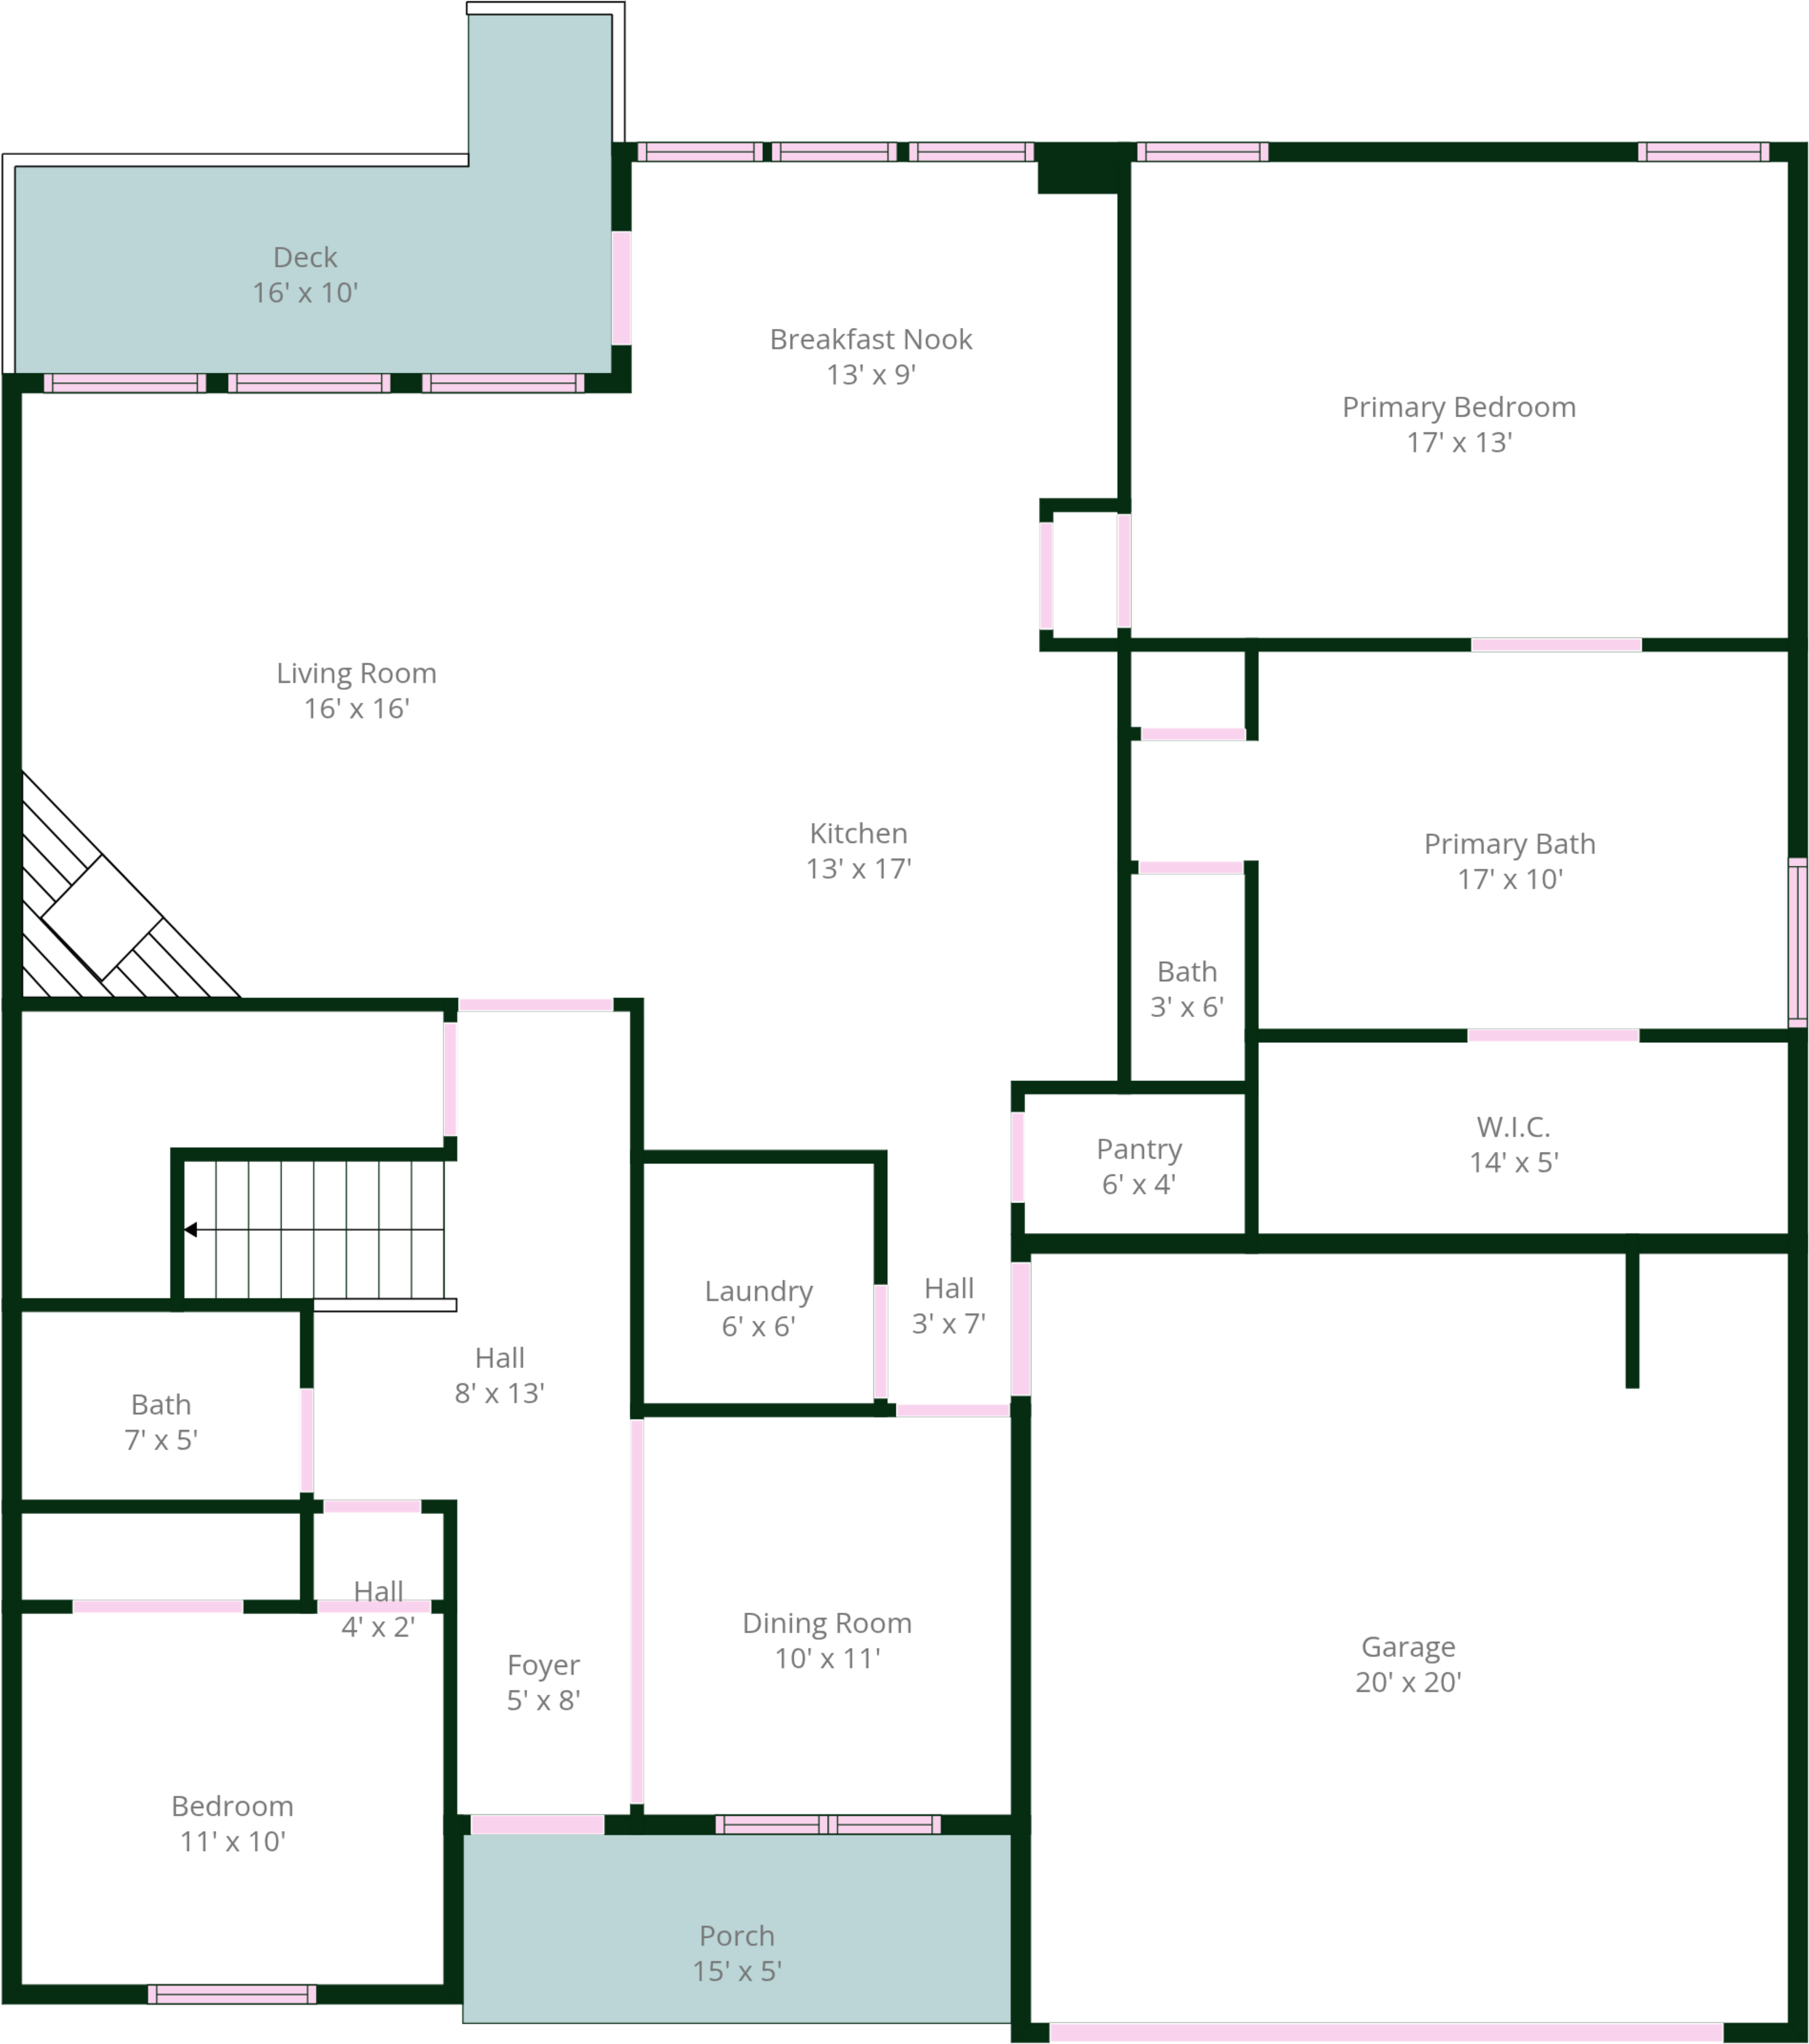 Deck
16' x 10'
Breakfast Nook
13' x 9'
Primary Bedroom
17' x 13'
Living Room
16' x 16'
Kitchen
13' x 17'
Primary Bath
17' x 10'
Bath
3' x 6'
Pantry
6' x 4'
W.I.C.
14' x 5'
Laundry
6' x 6'
Hall
3' x 7'
Hall
8' x 13'
Bath
7' x 5'
Hall
4' x 2'
Dining Room
10' x 11'
Foyer
5' x 8'
Garage
20' x 20'
Bedroom
11' x 10'
Porch
15' x 5'